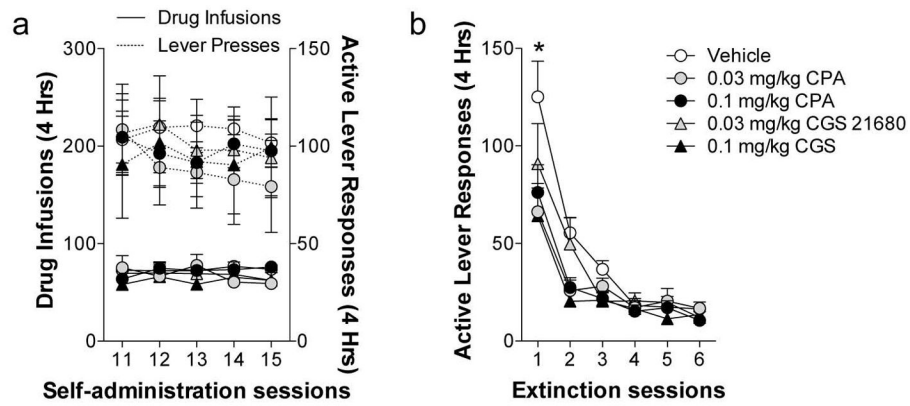 a
Drug Infusions
Lever Presses
Drug Infusions (4 Hrs)
300
200
100
0
Active Lever Responses (4 Hrs)
150
100
50
0
11 12 13 14 15
Self-administration sessions
b
Active Lever Responses (4 Hrs)
150
100
50
0
*
1 2 3 4 5 6
Extinction sessions
Vehicle
0.03 mg/kg CPA
0.1 mg/kg CPA
0.03 mg/kg CGS 21680
0.1 mg/kg CGS